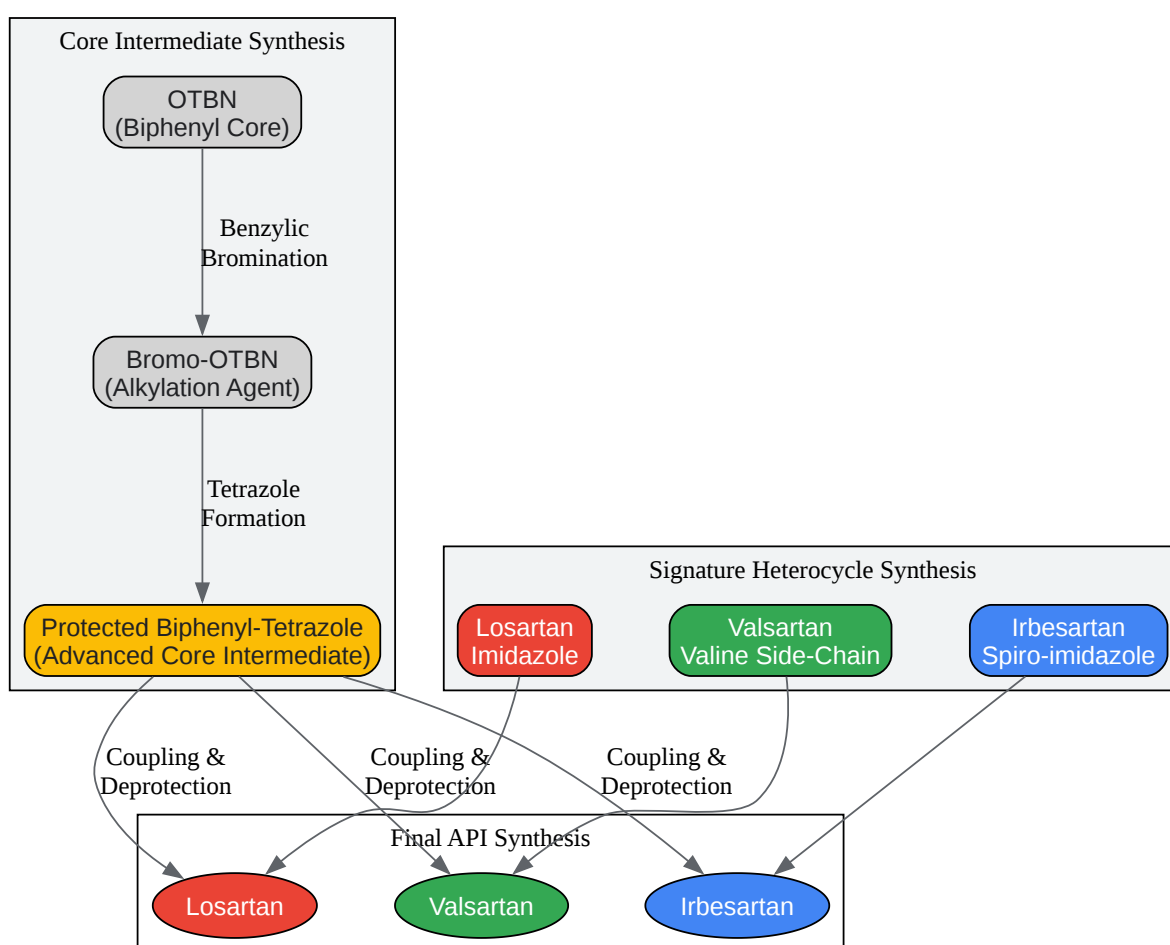 Core Intermediate Synthesis
OTBN
(Biphenyl Core)
Benzylic
Bromination
Bromo-OTBN
(Alkylation Agent)
Tetrazole
Formation
Protected Biphenyl-Tetrazole
(Advanced Core Intermediate)
Signature Heterocycle Synthesis
Losartan
Imidazole
Valsartan
Valine Side-Chain
Irbesartan
Spiro-imidazole
Coupling &
Deprotection
Coupling &
Deprotection
Coupling &
Deprotection
Final API Synthesis
Losartan
Valsartan
Irbesartan